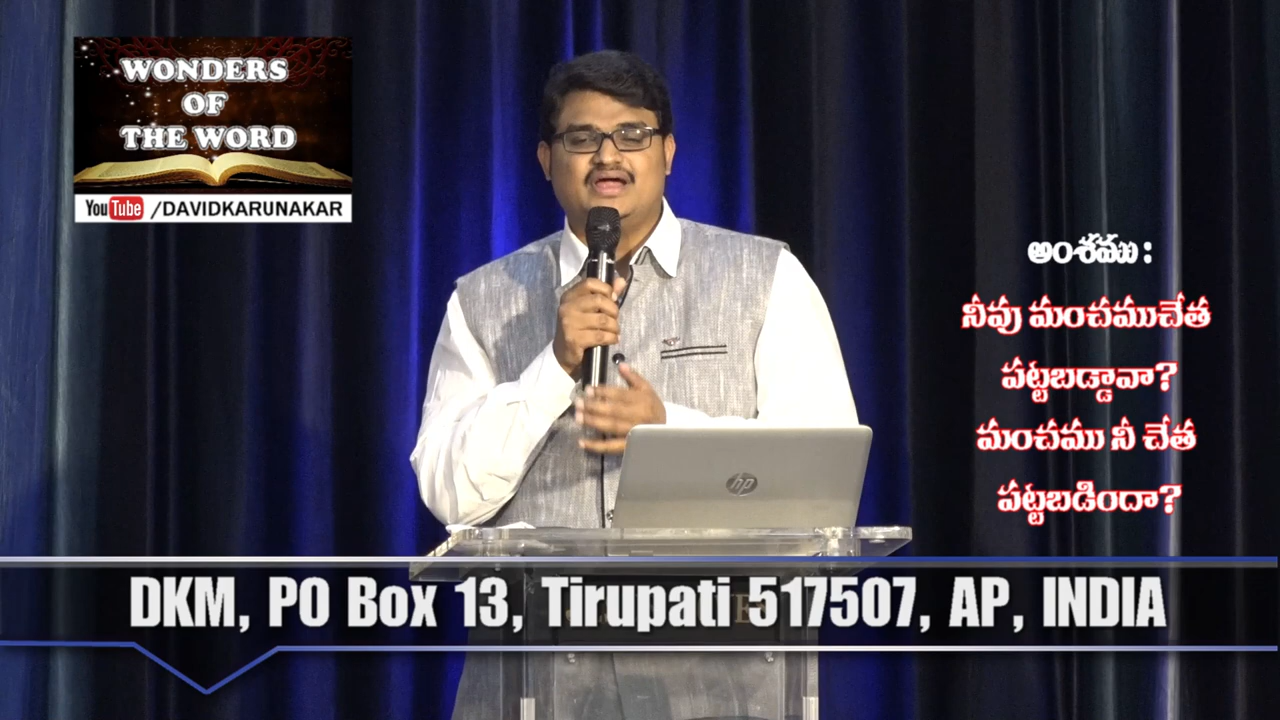 WONDERS
OF
THE WORD
YouTube /DAVIDKARUNAKAR
అంశము :
నీవు మంచముచేత
పట్టబడ్డావా?
మంచము నీ చేత
పట్టబడిందా?
hp
DKM, PO Box 13, Tirupati 517507, AP, INDIA